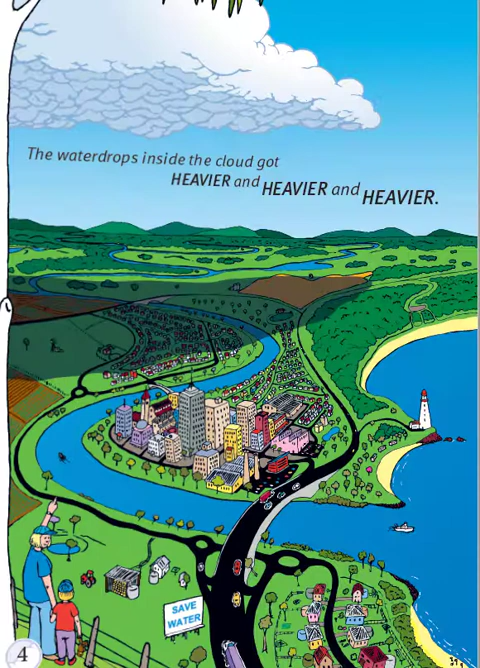 The waterdrops inside the cloud got
HEAVIER and HEAVIER and HEAVIER.
SAVE
WATER
4